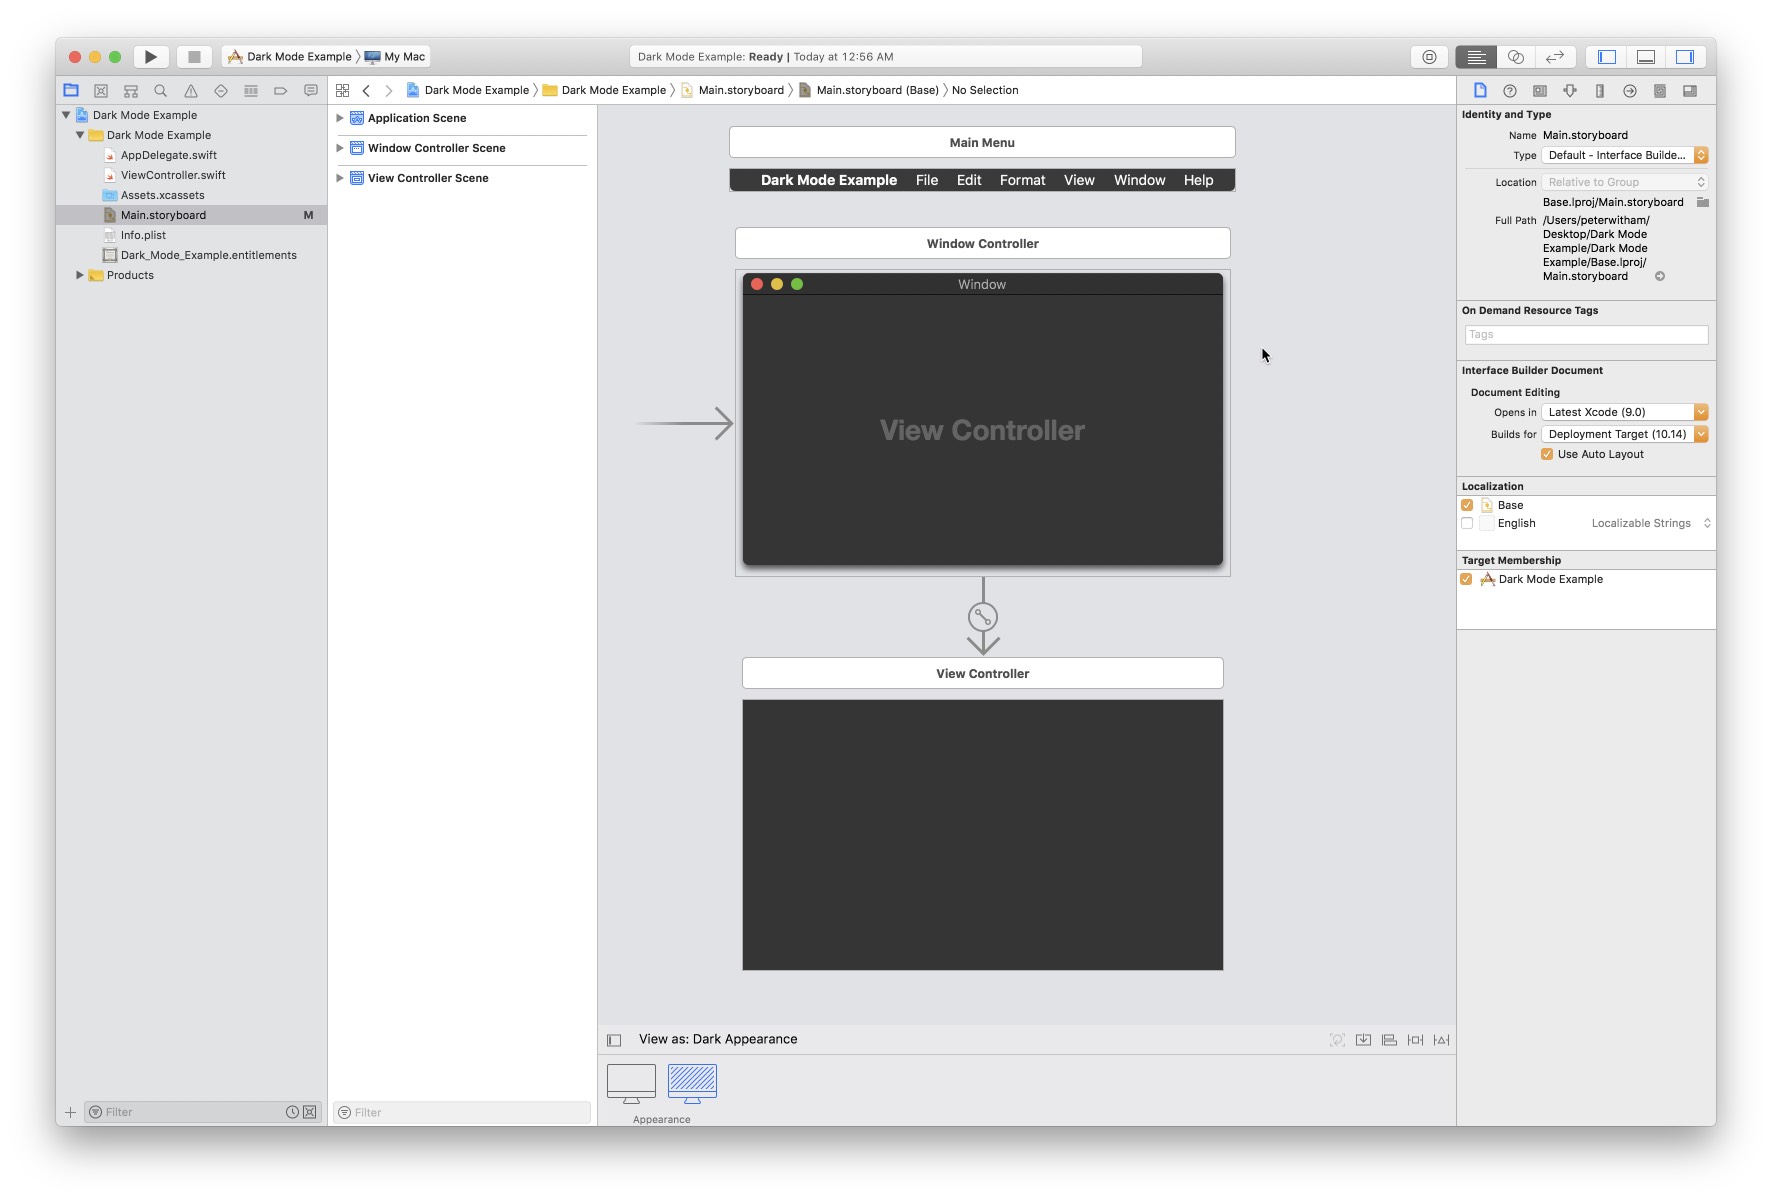 Dark Mode Example 〉 My Mac
Dark Mode Example: Ready | Today at 12:56 AM
Dark Mode Example 〉 Dark Mode Example 〉 Main.storyboard 〉 Main.storyboard (Base) 〉 No Selection
Dark Mode Example
Dark Mode Example
AppDelegate.swift
ViewController.swift
Assets.xcassets
Main.storyboard M
Info.plist
Dark_Mode_Example.entitlements
Products
Filter
Application Scene
Window Controller Scene
View Controller Scene
Filter
Main Menu
Dark Mode Example File Edit Format View Window Help
Window Controller
Window
View Controller
View Controller
View as: Dark Appearance
Appearance
Identity and Type
Name Main.storyboard
Type Default - Interface Builde...
Location Relative to Group
Base.lproj/Main.storyboard
Full Path /Users/peterwitham/
Desktop/Dark Mode
Example/Dark Mode
Example/Base.lproj/
Main.storyboard
On Demand Resource Tags
Tags
Interface Builder Document
Document Editing
Opens in Latest Xcode (9.0)
Builds for Deployment Target (10.14)
Use Auto Layout
Localization
Base
English Localizable Strings
Target Membership
Dark Mode Example